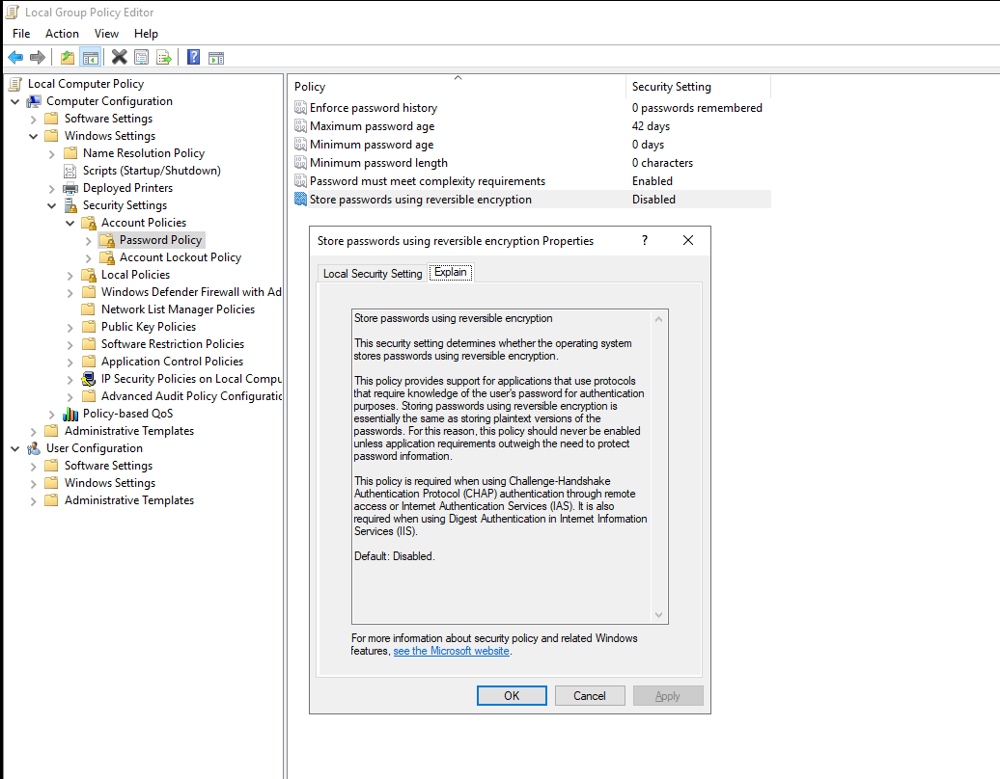 Local Group Policy Editor
File Action View Help
Local Computer Policy
Computer Configuration
Software Settings
Windows Settings
Name Resolution Policy
Scripts (Startup/Shutdown)
Deployed Printers
Security Settings
Account Policies
Password Policy
Account Lockout Policy
Local Policies
Windows Defender Firewall with Ad
Network List Manager Policies
Public Key Policies
Software Restriction Policies
Application Control Policies
IP Security Policies on Local Compu
Advanced Audit Policy Configuratic
Policy-based QoS
Administrative Templates
User Configuration
Software Settings
Windows Settings
Administrative Templates
Policy Security Setting
Enforce password history 0 passwords remembered
Maximum password age 42 days
Minimum password age 0 days
Minimum password length 0 characters
Password must meet complexity requirements Enabled
Store passwords using reversible encryption Disabled
Store passwords using reversible encryption Properties ?
Local Security Setting Explain
Store passwords using reversible encryption
This security setting determines whether the operating system
stores passwords using reversible encryption.
This policy provides support for applications that use protocols
that require knowledge of the user's password for authentication
purposes. Storing passwords using reversible encryption is
essentially the same as storing plaintext versions of the
passwords. For this reason, this policy should never be enabled
unless application requirements outweigh the need to protect
password information.
This policy is required when using Challenge-Handshake
Authentication Protocol (CHAP) authentication through remote
access or Internet Authentication Services (IAS). It is also
required when using Digest Authentication in Internet Information
Services (IIS).
Default: Disabled.
For more information about security policy and related Windows
features, see the Microsoft website.
OK Cancel Apply